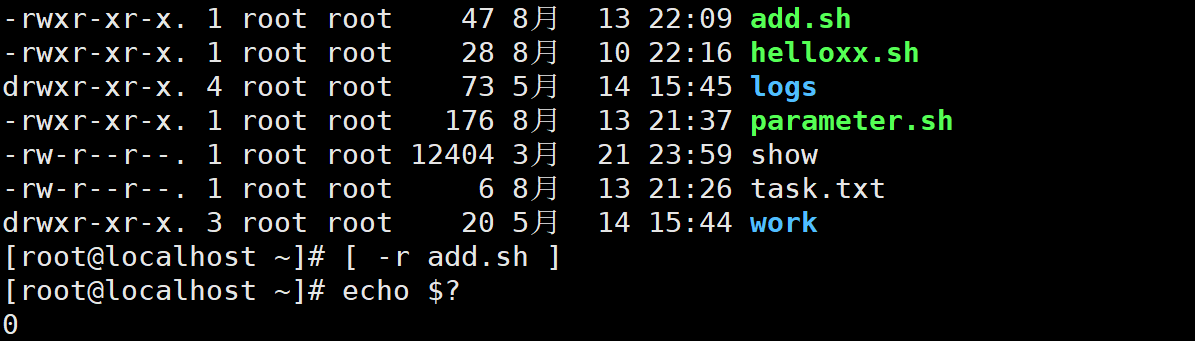 -rwxr-xr-x. 1 root root    47 8月  13 22:09 add.sh
-rwxr-xr-x. 1 root root    28 8月  10 22:16 helloxx.sh
drwxr-xr-x. 4 root root    73 5月  14 15:45 logs
-rwxr-xr-x. 1 root root   176 8月  13 21:37 parameter.sh
-rw-r--r--. 1 root root 12404 3月  21 23:59 show
-rw-r--r--. 1 root root     6 8月  13 21:26 task.txt
drwxr-xr-x. 3 root root    20 5月  14 15:44 work
[root@localhost ~]# [ -r add.sh ]
[root@localhost ~]# echo $?
0